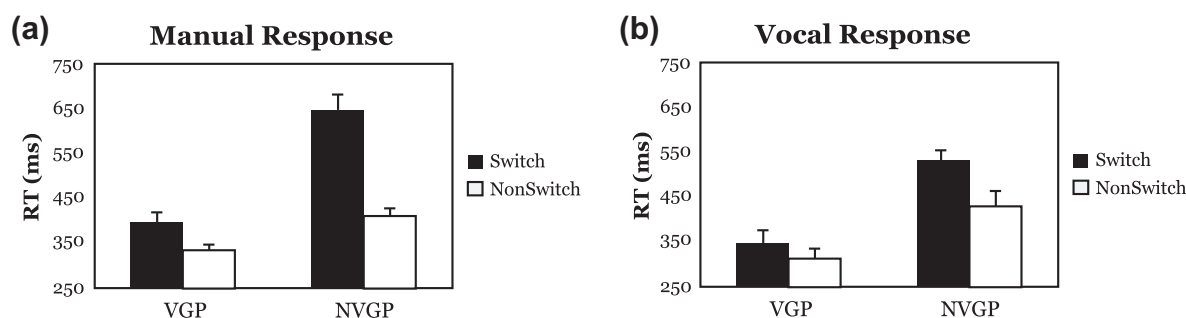 (a)
Manual Response
750
650
550
450
350
250
RT (ms)
VGP
NVGP
Switch
NonSwitch
(b)
Vocal Response
750
650
550
450
350
250
RT (ms)
VGP
NVGP
Switch
NonSwitch